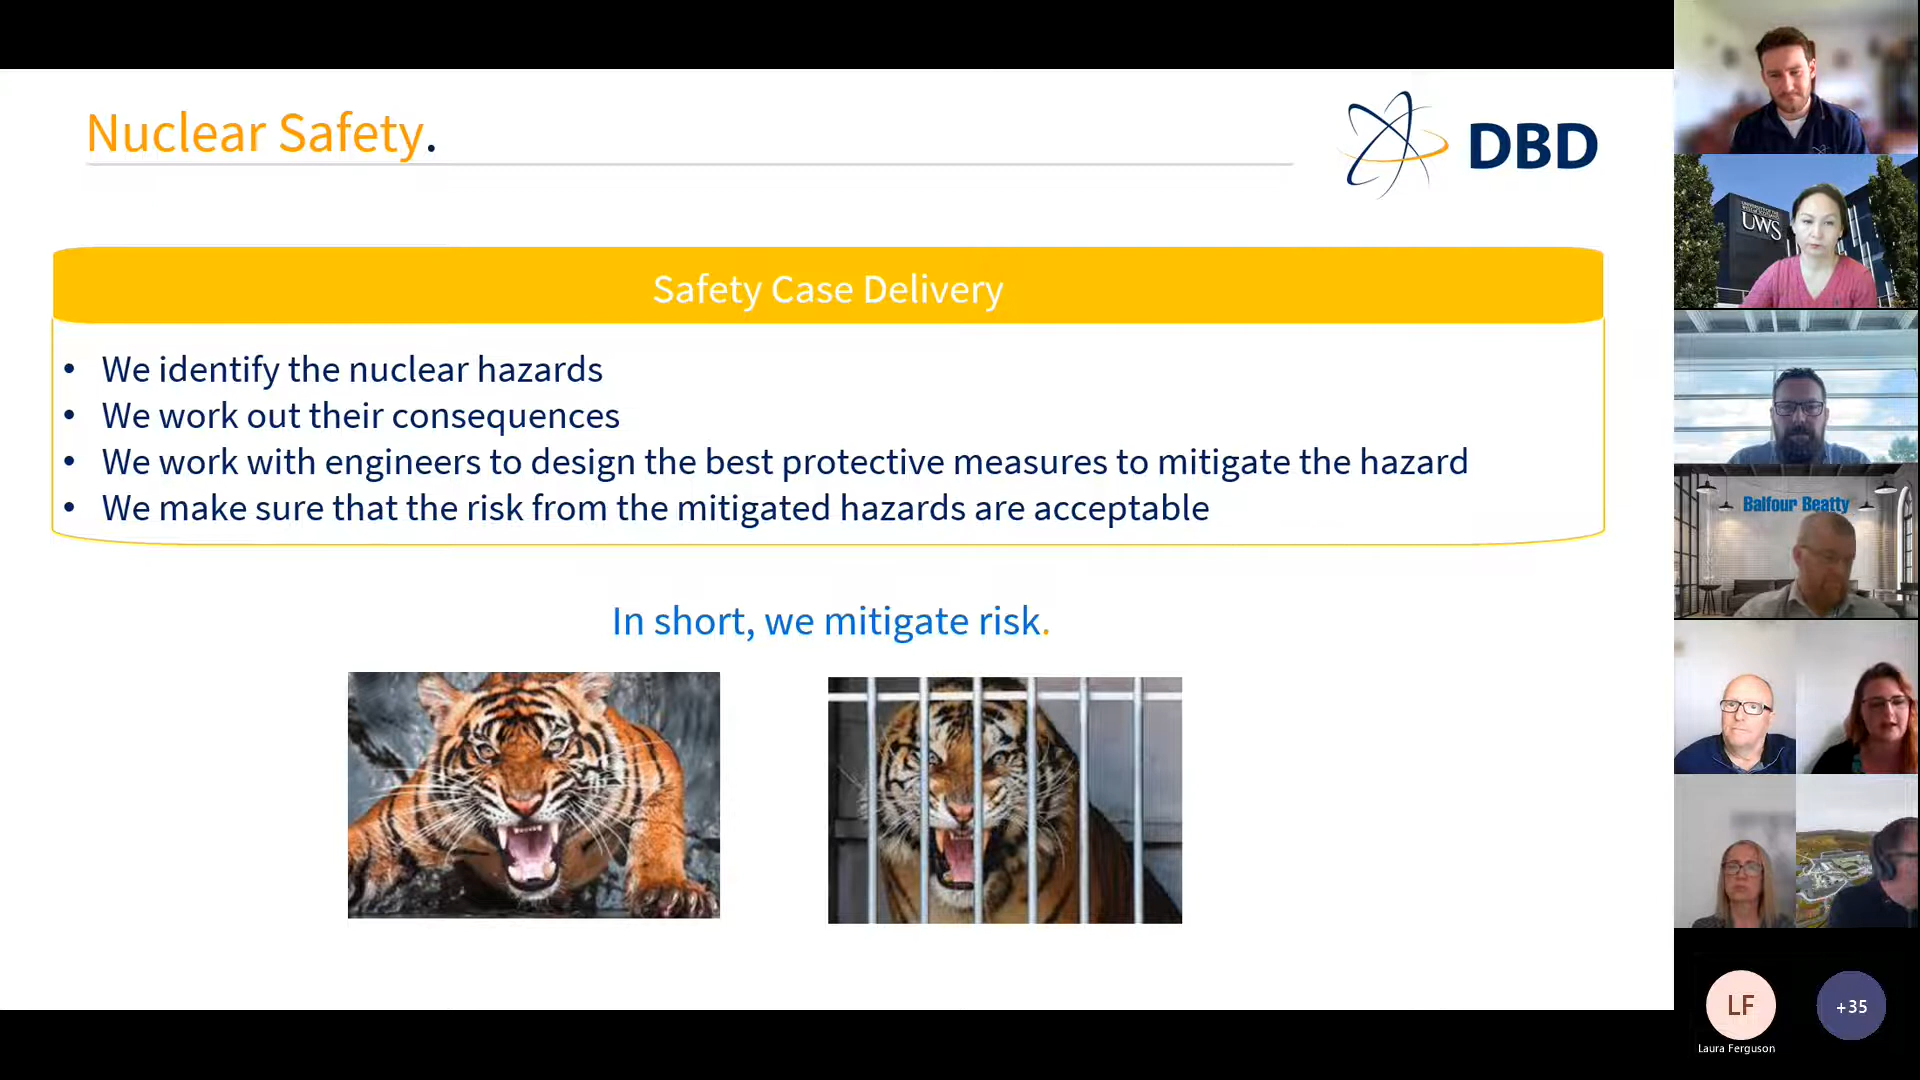 Nuclear Safety.
DBD
Safety Case Delivery
• We identify the nuclear hazards
• We work out their consequences
• We work with engineers to design the best protective measures to mitigate the hazard
• We make sure that the risk from the mitigated hazards are acceptable
In short, we mitigate risk.
UWS
Balfour Beatty
LF
+35
Laura Ferguson